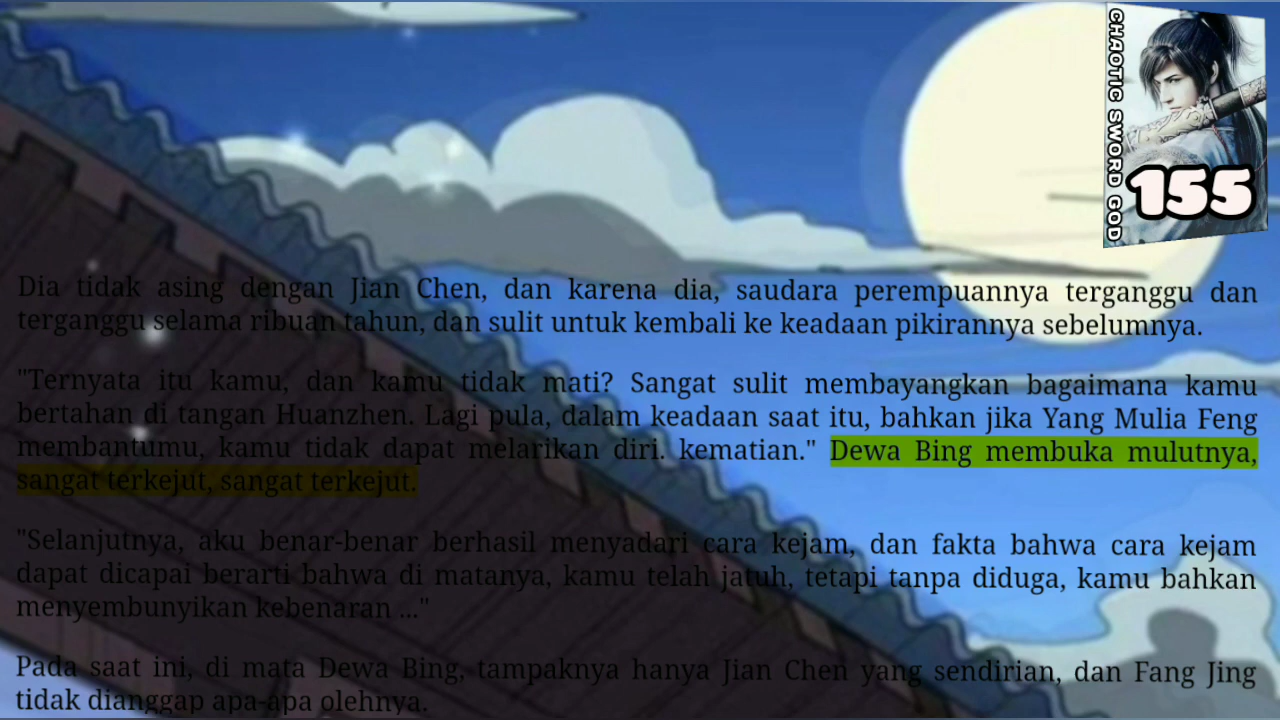 CHAOTIC SWORD GOD
155
Dia tidak asing dengan Jian Chen, dan karena dia, saudara perempuannya terganggu dan
terganggu selama ribuan tahun, dan sulit untuk kembali ke keadaan pikirannya sebelumnya.
"Ternyata itu kamu, dan kamu tidak mati? Sangat sulit membayangkan bagaimana kamu
bertahan di tangan Huanzhen. Lagi pula, dalam keadaan saat itu, bahkan jika Yang Mulia Feng
membantumu, kamu tidak dapat melarikan diri. kematian." Dewa Bing membuka mulutnya,
sangat terkejut, sangat terkejut.
"Selanjutnya, aku benar-benar berhasil menyadari cara kejam, dan fakta bahwa cara kejam
dapat dicapai berarti bahwa di matanya, kamu telah jatuh, tetapi tanpa diduga, kamu bahkan
menyembunyikan kebenaran ..."
Pada saat ini, di mata Dewa Bing, tampaknya hanya Jian Chen yang sendirian, dan Fang Jing
tidak dianggap apa-apa olehnya.